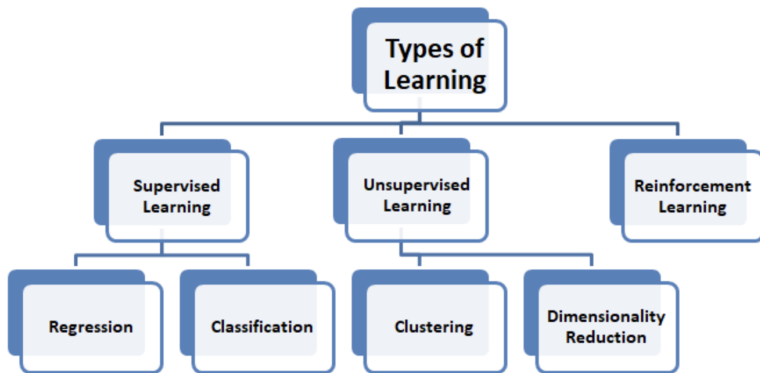 Types of
Learning
Supervised
Learning
Unsupervised
Learning
Reinforcement
Learning
Regression
Classification
Clustering
Dimensionality
Reduction